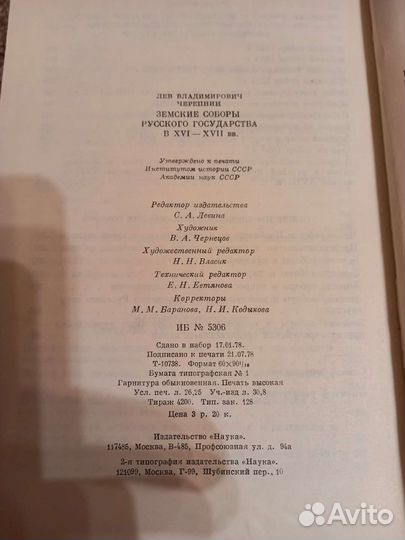 ЛЕВ ВЛАДИМИРОВИЧ
ЧЕРЕПНИН
ЗЕМСКИЕ СОБОРЫ
РУССКОГО ГОСУДАРСТВА
В XVI—XVII вв.
Утверждено к печати
Институтом истории СССР
Академии наук СССР
Редактор издательства
С. А. Левина
Художник
В. А. Чернецов
Художественный редактор
Н. Н. Власик
Технический редактор
Е. Н. Евтянова
Корректоры
М. М. Баранова, Н. И. Кодыкова
ИБ № 5306
Сдано в набор 17.01.78.
Подписано к печати 21.07.78
Т-10738. Формат 60×90¹/₁₆
Бумага типографская № 1
Гарнитура обыкновенная. Печать высокая
Усл. печ. л. 26,25 Уч.-изд л. 30,8
Тираж 4200. Тип. зак. 128
Цена 3 р. 20 к.
Издательство «Наука».
117485, Москва, В-485, Профсоюзная ул. д. 94а
2-я типография издательства «Наука».
121099, Москва, Г-99, Шубинский пер., 10
Avito